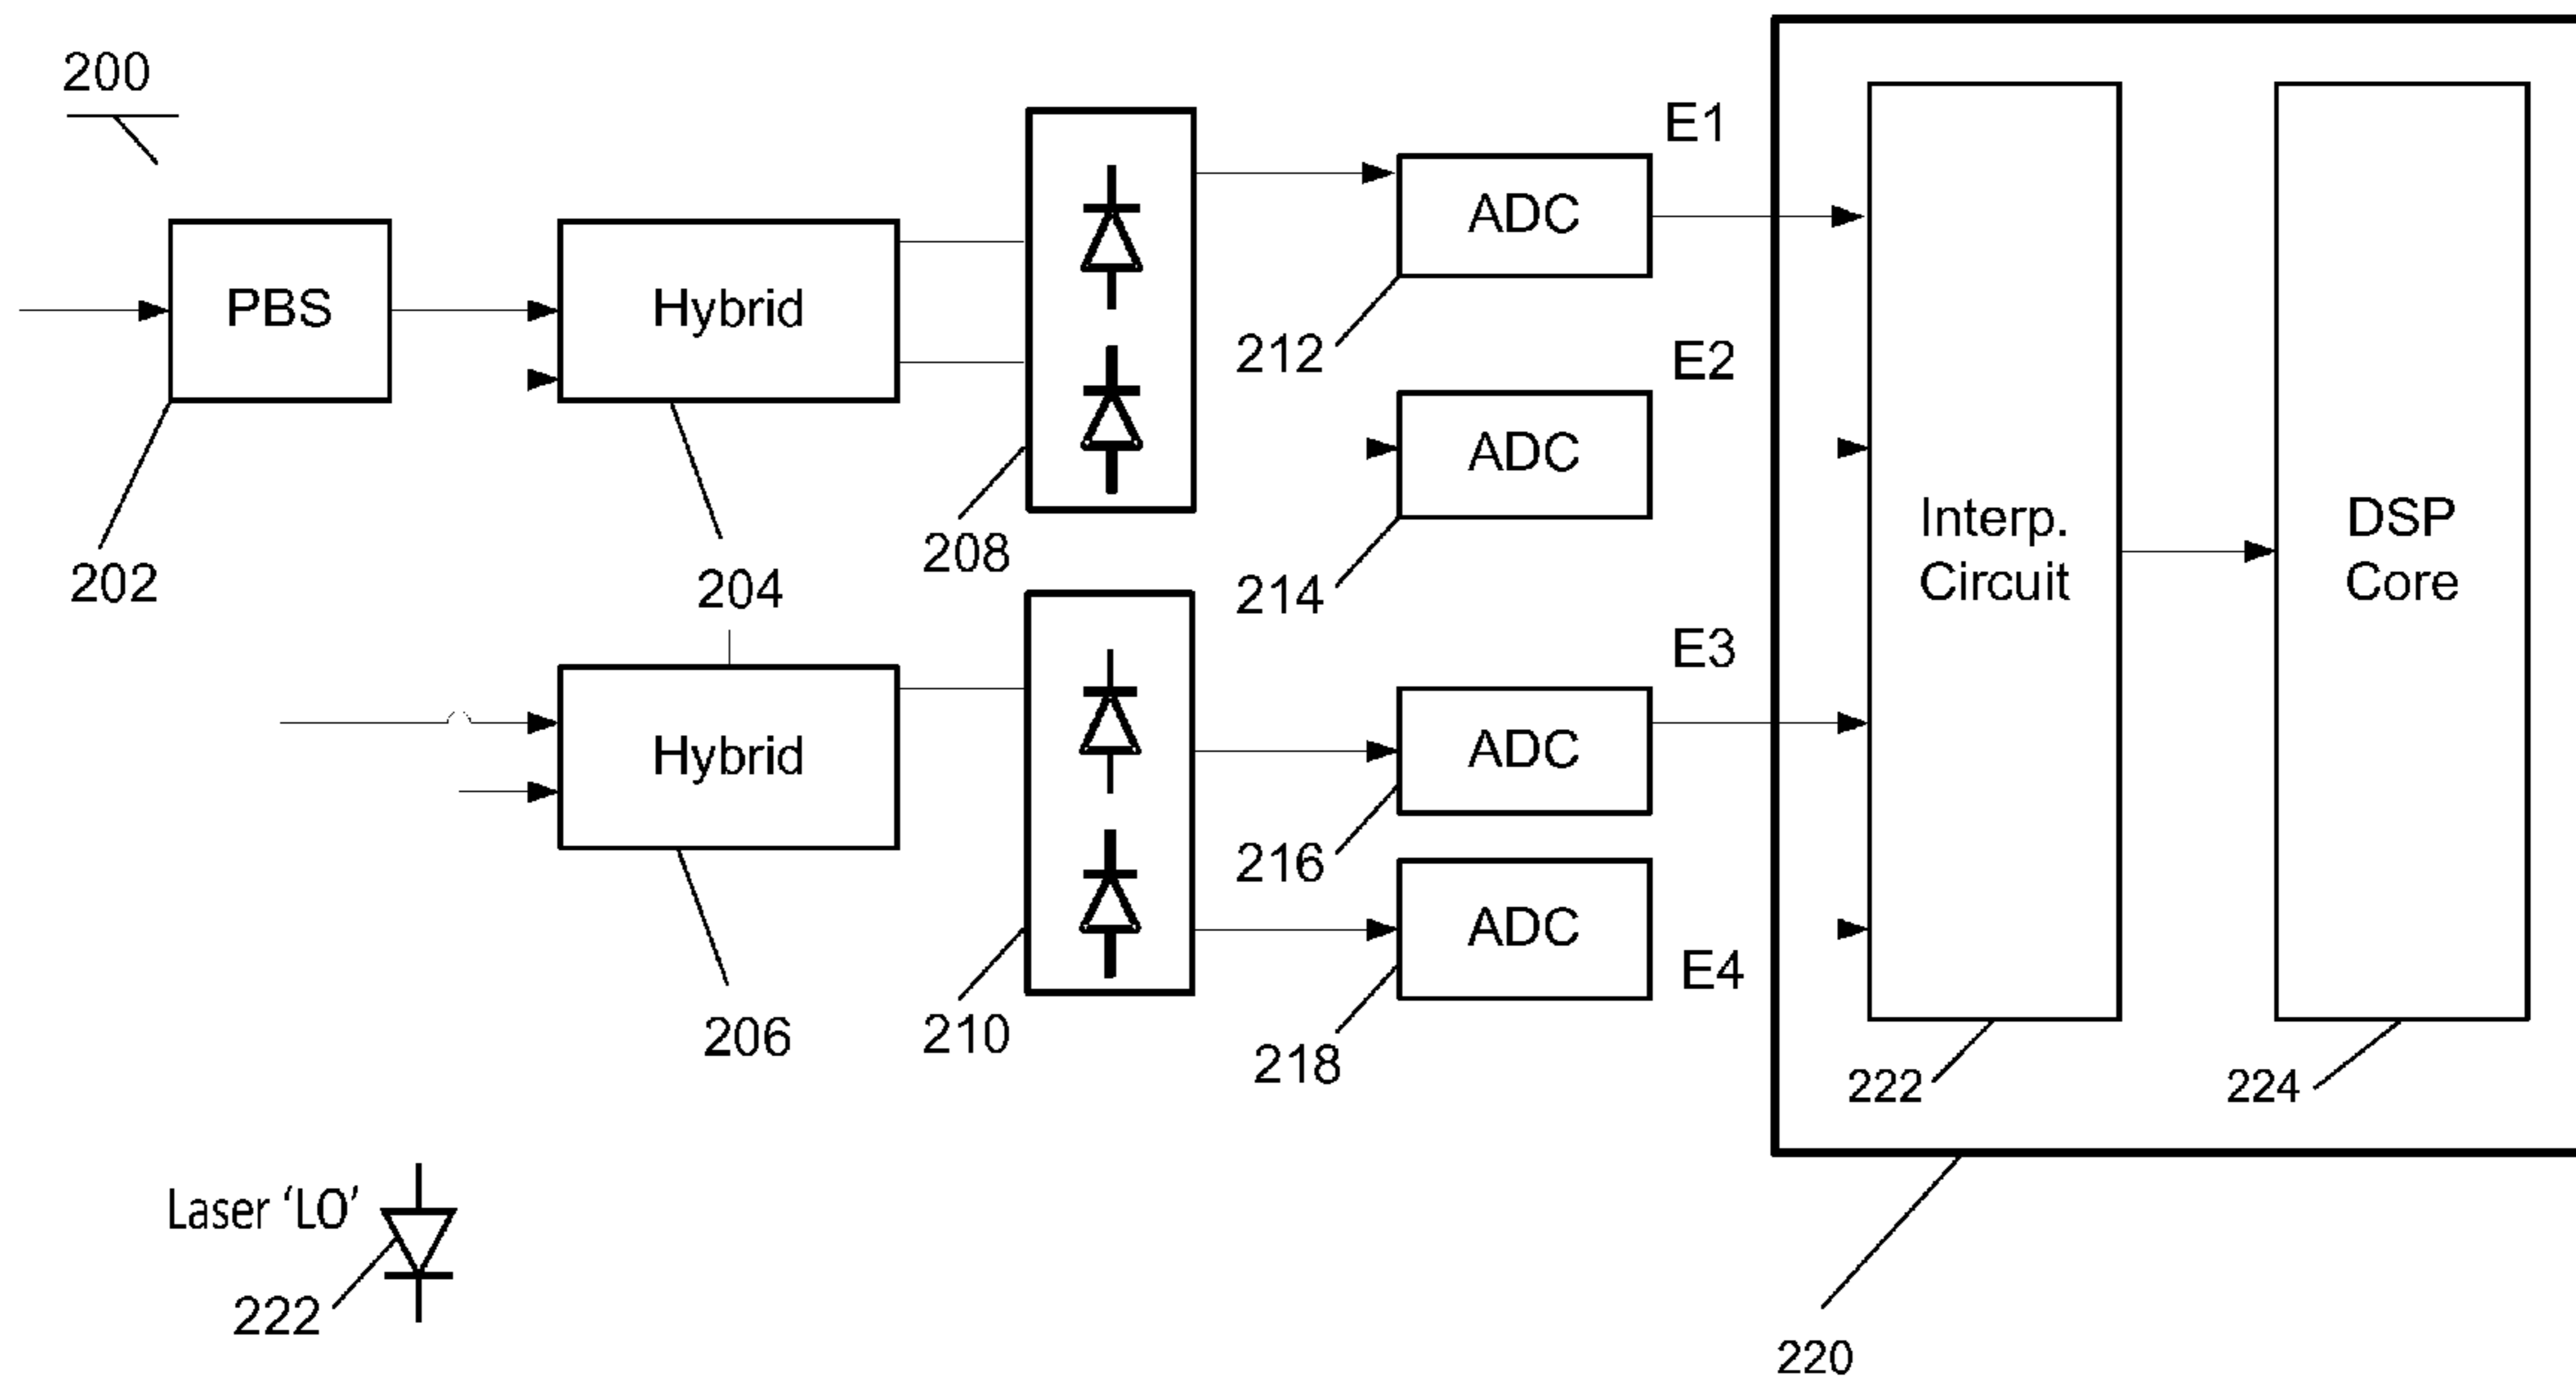 200
PBS
202
Hybrid
204
208
ADC
E1
212
ADC
E2
214
Hybrid
206
210
ADC
E3
216
ADC
E4
218
Interp.
Circuit
222
DSP
Core
224
220
Laser ‘LO’
222